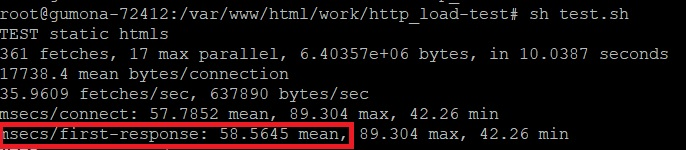 root@gumona-72412:/var/www/html/work/http_load-test# sh test.sh
TEST static htmls
361 fetches, 17 max parallel, 6.40357e+06 bytes, in 10.0387 seconds
17738.4 mean bytes/connection
35.9609 fetches/sec, 637890 bytes/sec
msecs/connect: 57.7852 mean, 89.304 max, 42.26 min
msecs/first-response: 58.5645 mean, 89.304 max, 42.26 min